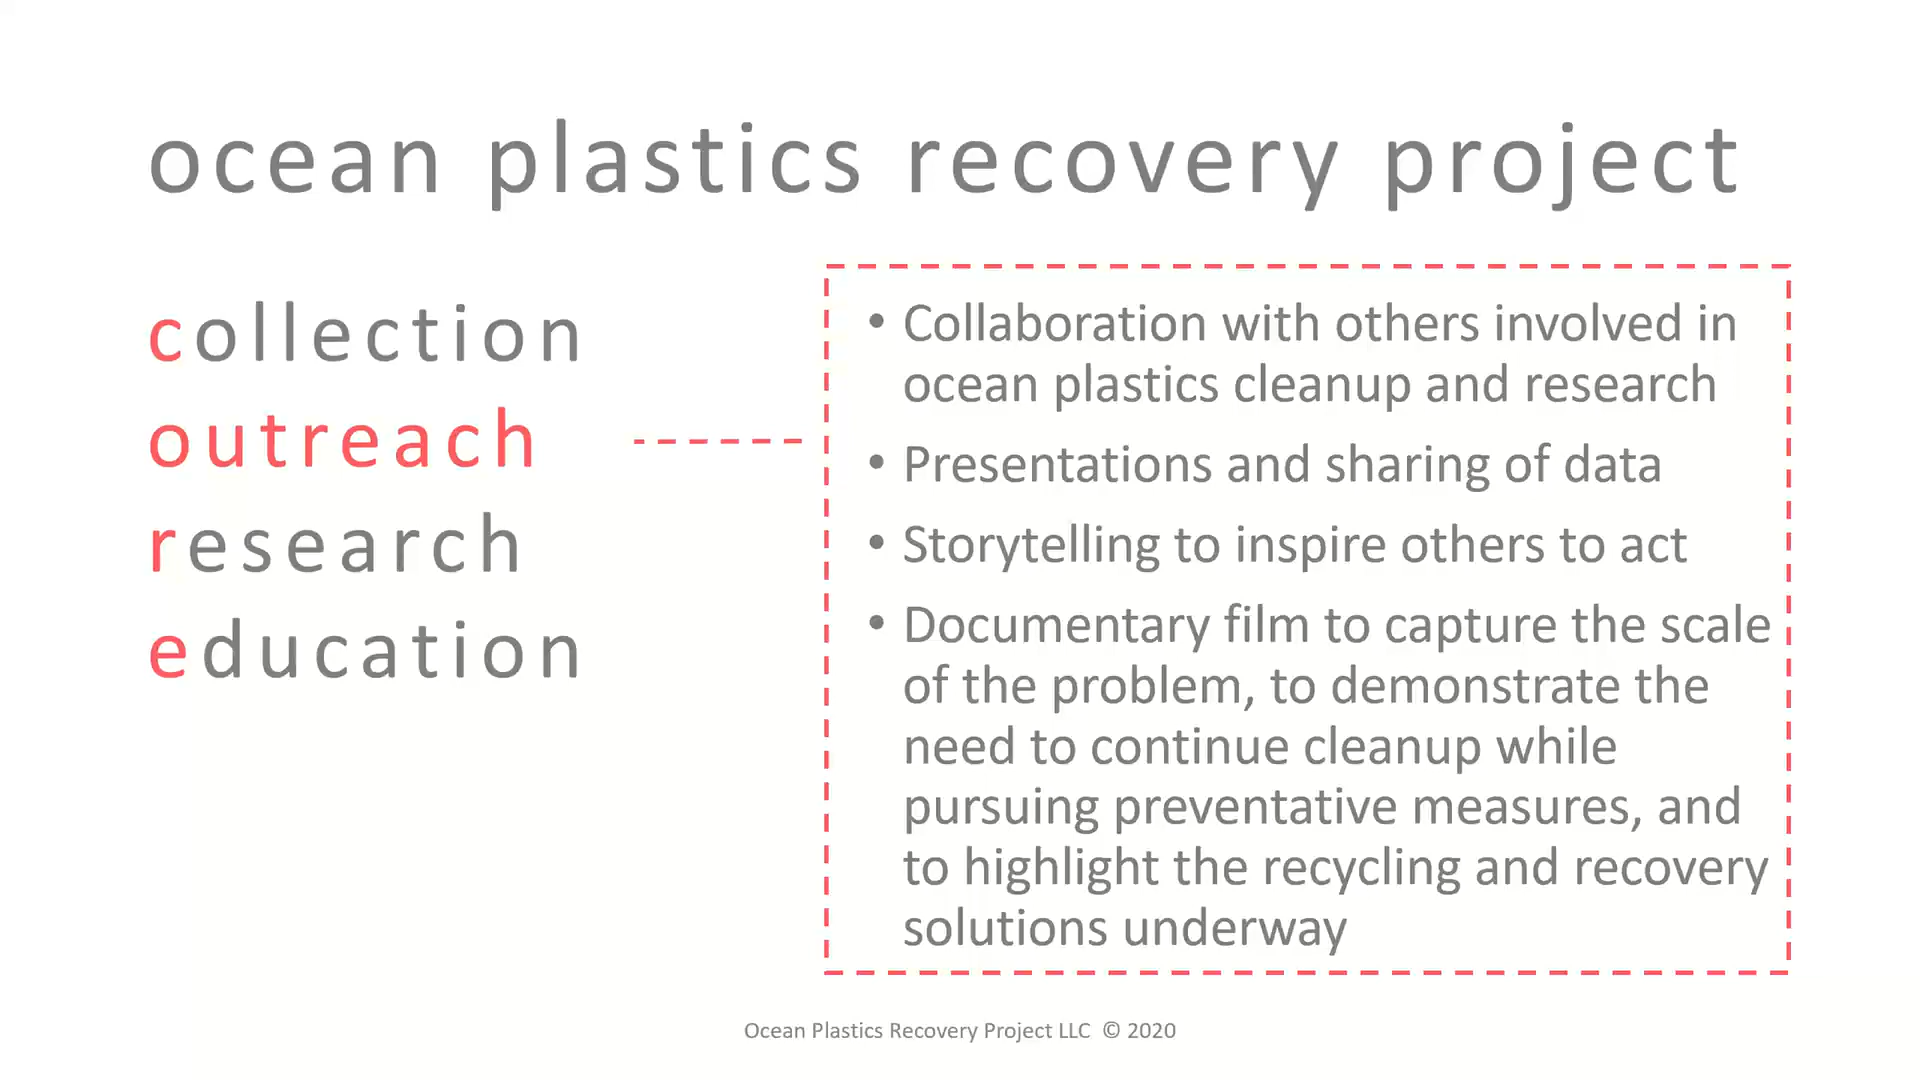 ocean plastics recovery project
collection
outreach
research
education
• Collaboration with others involved in
ocean plastics cleanup and research
• Presentations and sharing of data
• Storytelling to inspire others to act
• Documentary film to capture the scale
of the problem, to demonstrate the
need to continue cleanup while
pursuing preventative measures, and
to highlight the recycling and recovery
solutions underway
Ocean Plastics Recovery Project LLC © 2020